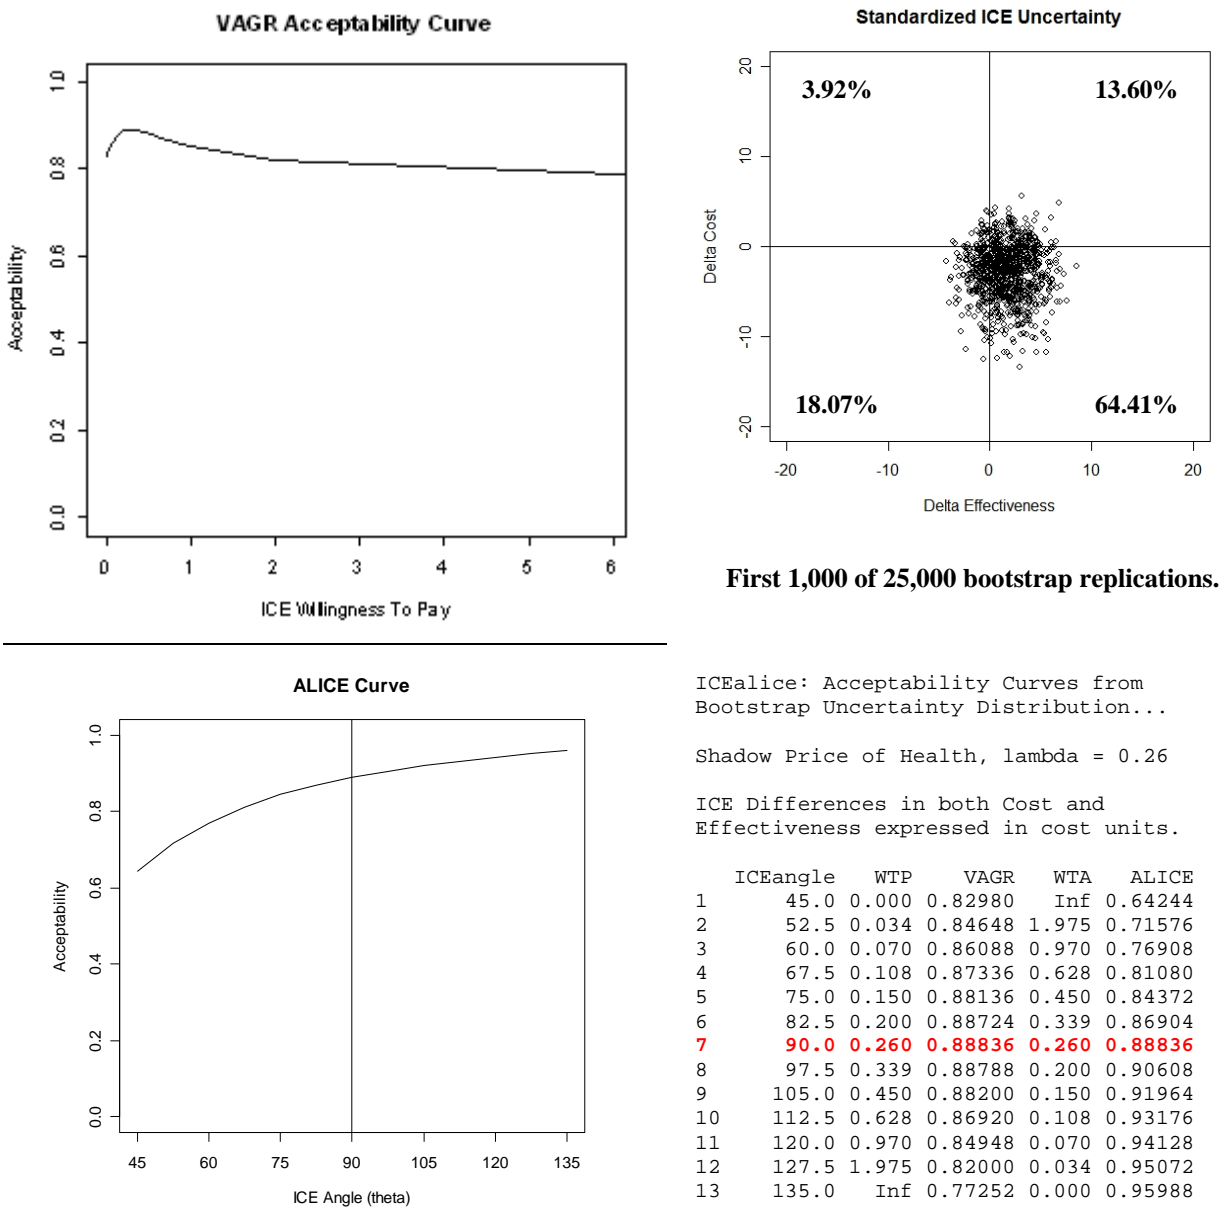 VAGR Acceptability Curve
Acceptability
1.0
0.8
0.6
0.4
0.2
0.0
0 1 2 3 4 5 6
ICE Willingness To Pay
Standardized ICE Uncertainty
Delta Cost
20
10
0
-10
-20
3.92% 13.60%
18.07% 64.41%
-20 -10 0 10 20
Delta Effectiveness
First 1,000 of 25,000 bootstrap replications.
ALICE Curve
Acceptability
1.0
0.8
0.6
0.4
0.2
0.0
45 60 75 90 105 120 135
ICE Angle (theta)
ICEalice: Acceptability Curves from
Bootstrap Uncertainty Distribution...
Shadow Price of Health, lambda = 0.26
ICE Differences in both Cost and
Effectiveness expressed in cost units.
ICEangle WTP VAGR WTA ALICE
1 45.0 0.000 0.82980 Inf 0.64244
2 52.5 0.034 0.84648 1.975 0.71576
3 60.0 0.070 0.86088 0.970 0.76908
4 67.5 0.108 0.87336 0.628 0.81080
5 75.0 0.150 0.88136 0.450 0.84372
6 82.5 0.200 0.88724 0.339 0.86904
7 90.0 0.260 0.88836 0.260 0.88836
8 97.5 0.339 0.88788 0.200 0.90608
9 105.0 0.450 0.88200 0.150 0.91964
10 112.5 0.628 0.86920 0.108 0.93176
11 120.0 0.970 0.84948 0.070 0.94128
12 127.5 1.975 0.82000 0.034 0.95072
13 135.0 Inf 0.77252 0.000 0.95988